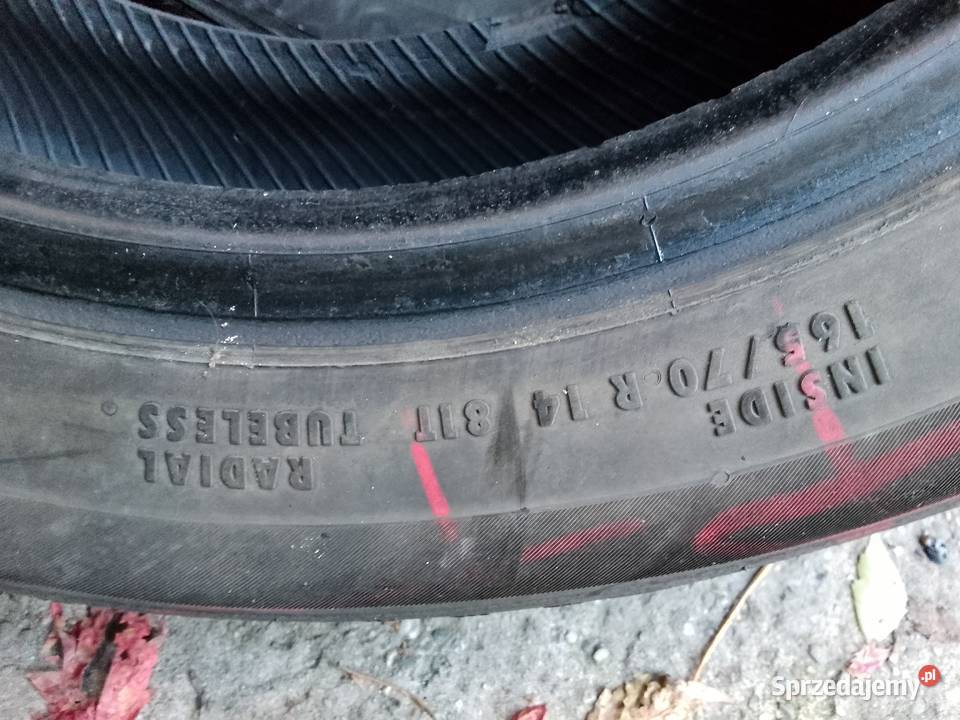 INSIDE
165/70 R 14 81T
RADIAL
TUBELESS
Sprzedajemy.pl